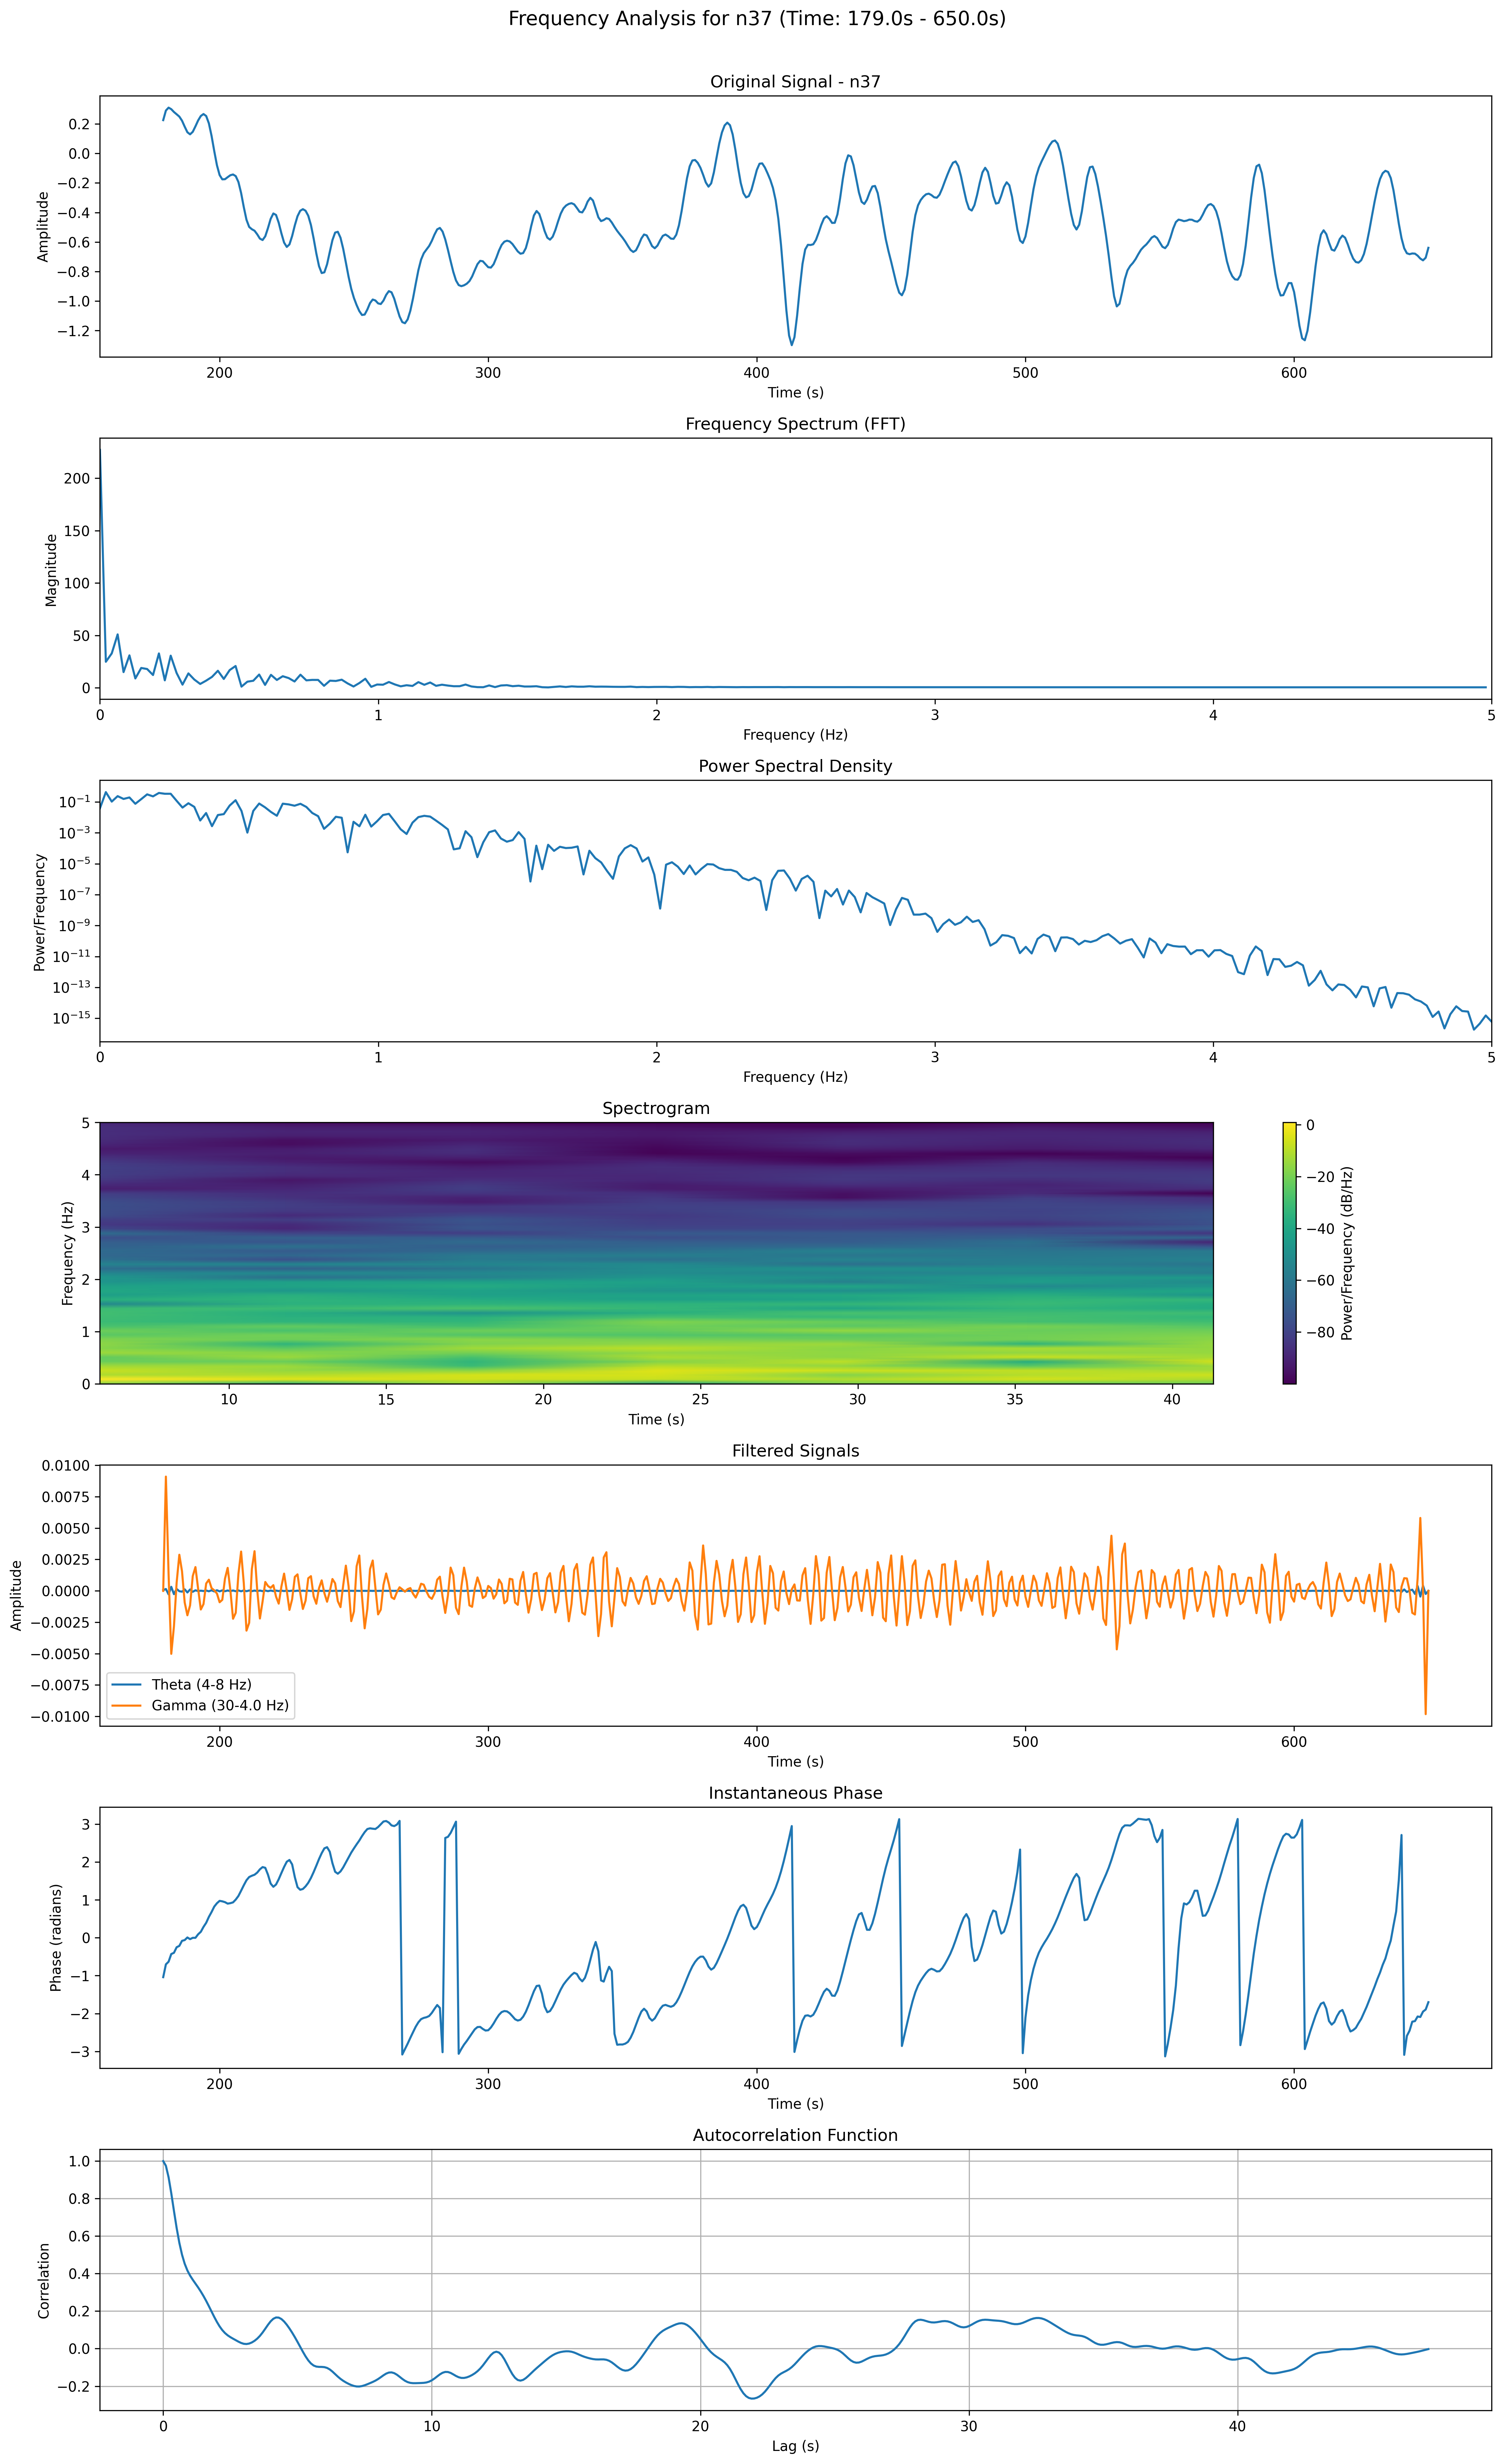 Frequency Analysis for n37 (Time: 179.0s - 650.0s)
Original Signal - n37
0.2
0.0
−0.2
−0.4
−0.6
−0.8
−1.0
−1.2
Amplitude
200 300 400 500 600
Time (s)
Frequency Spectrum (FFT)
200
150
100
50
0
Magnitude
0 1 2 3 4 5
Frequency (Hz)
Power Spectral Density
10⁻¹
10⁻³
10⁻⁵
10⁻⁷
10⁻⁹
10⁻¹¹
10⁻¹³
10⁻¹⁵
Power/Frequency
0 1 2 3 4 5
Frequency (Hz)
Spectrogram
5
4
3
2
1
0
Frequency (Hz)
10 15 20 25 30 35 40
Time (s)
0
−20
−40
−60
−80
Power/Frequency (dB/Hz)
Filtered Signals
0.0100
0.0075
0.0050
0.0025
0.0000
−0.0025
−0.0050
−0.0075
−0.0100
Amplitude
Theta (4-8 Hz)
Gamma (30-4.0 Hz)
200 300 400 500 600
Time (s)
Instantaneous Phase
3
2
1
0
−1
−2
−3
Phase (radians)
200 300 400 500 600
Time (s)
Autocorrelation Function
1.0
0.8
0.6
0.4
0.2
0.0
−0.2
Correlation
0 10 20 30 40
Lag (s)